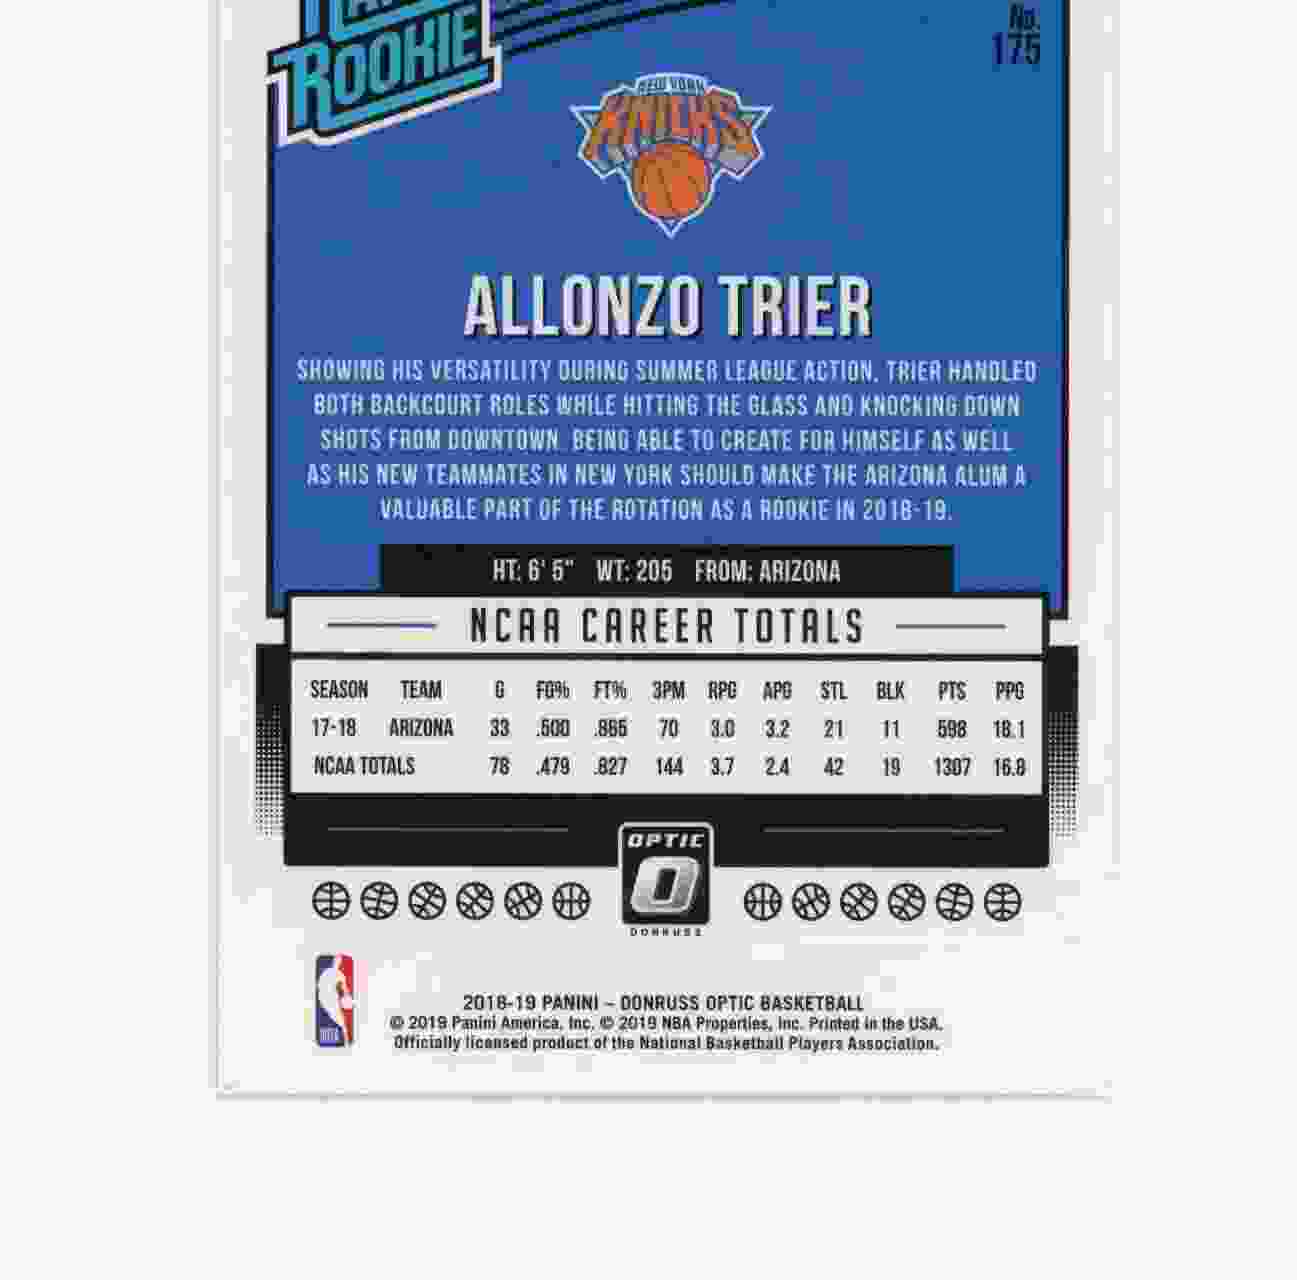 No.
175
ROOKIE
NEW YORK
KNICKS
ALLONZO TRIER
SHOWING HIS VERSATILITY DURING SUMMER LEAGUE ACTION, TRIER HANDLED
BOTH BACKCOURT ROLES WHILE HITTING THE GLASS AND KNOCKING DOWN
SHOTS FROM DOWNTOWN. BEING ABLE TO CREATE FOR HIMSELF AS WELL
AS HIS NEW TEAMMATES IN NEW YORK SHOULD MAKE THE ARIZONA ALUM A
VALUABLE PART OF THE ROTATION AS A ROOKIE IN 2018-19.
HT: 6' 5" WT: 205 FROM: ARIZONA
NCAA CAREER TOTALS
SEASON TEAM G FG% FT% 3PM RPG APG STL BLK PTS PPG
17-18 ARIZONA 33 .500 .865 70 3.0 3.2 21 11 598 18.1
NCAA TOTALS 78 .479 .827 144 3.7 2.4 42 19 1307 16.8
OPTIC
O
DONRUSS
NBA
2018-19 PANINI – DONRUSS OPTIC BASKETBALL
© 2019 Panini America, Inc. © 2019 NBA Properties, Inc. Printed in the USA.
Officially licensed product of the National Basketball Players Association.